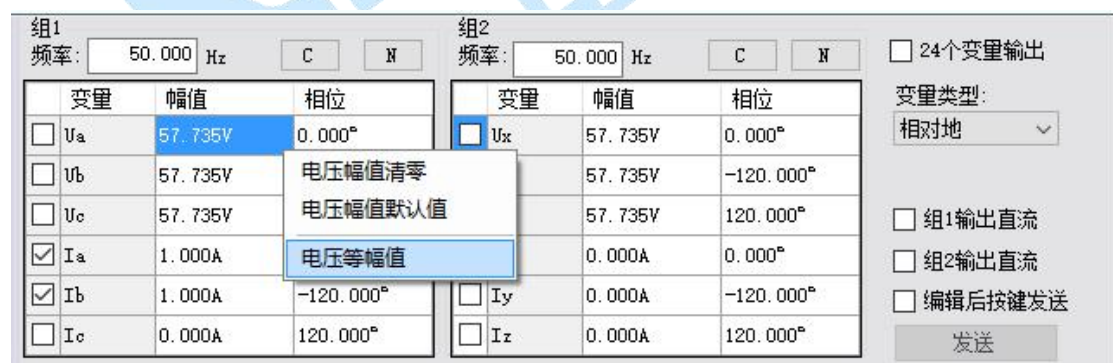 组1
频率: 50.000 Hz C N
变量 幅值 相位
Ua 57.735V 0.000°
Ub 57.735V
Uc 57.735V
Ia 1.000A
Ib 1.000A -120.000°
Ic 0.000A 120.000°
电压幅值清零
电压幅值默认值
电压等幅值
组2
频率: 50.000 Hz C N
变量 幅值 相位
Ux 57.735V 0.000°
57.735V -120.000°
57.735V 120.000°
0.000A 0.000°
Iy 0.000A -120.000°
Iz 0.000A 120.000°
24个变量输出
变量类型:
相对地
组1输出直流
组2输出直流
编辑后按键发送
发送